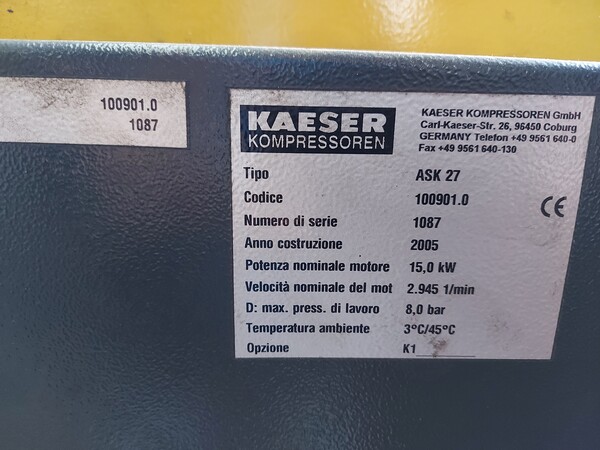 100901.0
1087
KAESER
KOMPRESSOREN
KAESER KOMPRESSOREN GmbH
Carl-Kaeser-Str. 26, 96450 Coburg
GERMANY Telefon +49 9561 640-0
Fax +49 9561 640-130
Tipo ASK 27
Codice 100901.0
Numero di serie 1087
Anno costruzione 2005
Potenza nominale motore 15,0 kW
Velocità nominale del mot 2.945 1/min
D: max. press. di lavoro 8,0 bar
Temperatura ambiente 3°C/45°C
Opzione K1
CE